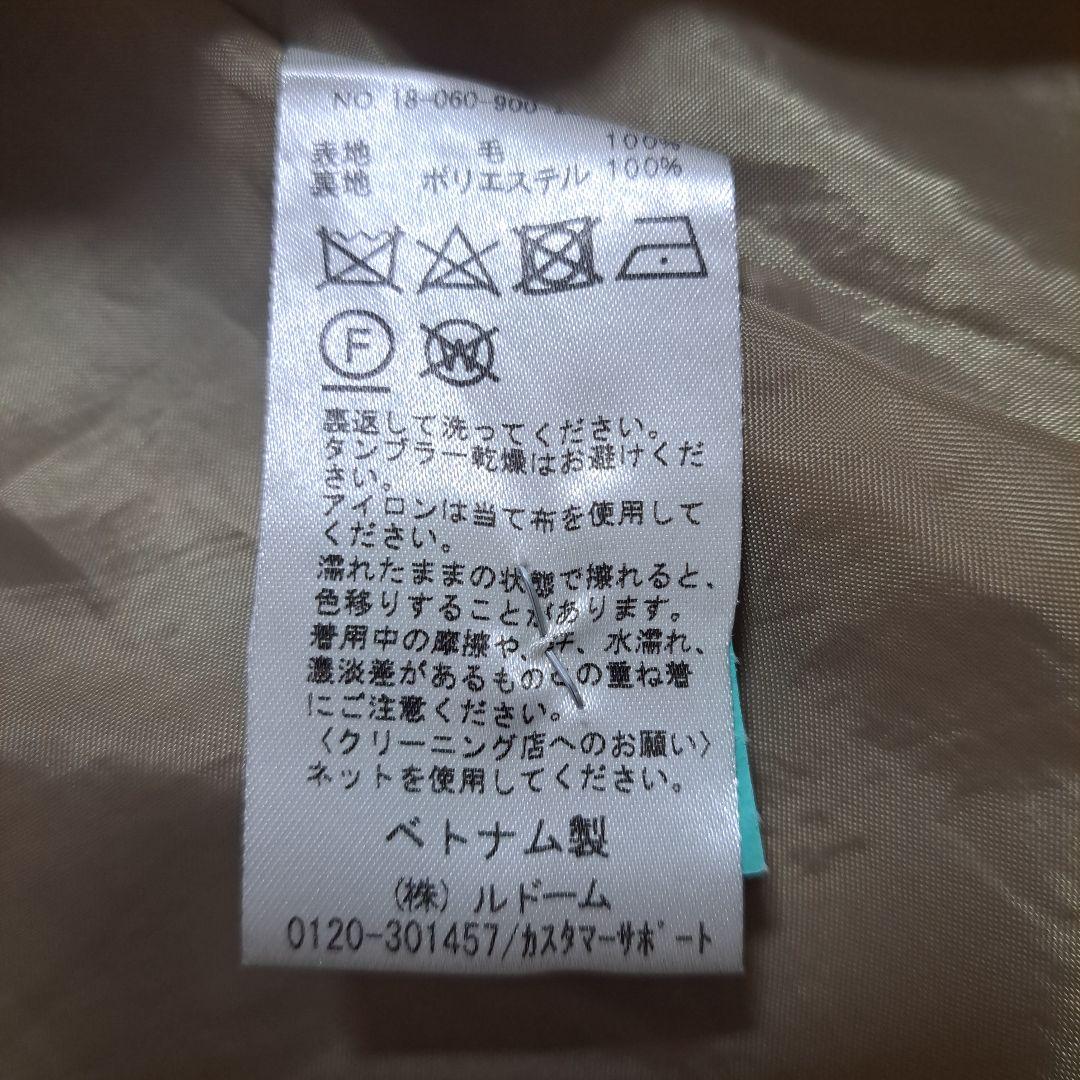 NO 18-060-900
表地 毛 100%
裏地 ポリエステル 100%
F
W
裏返して洗ってください。
タンブラー乾燥はお避けくだ
さい。
アイロンは当て布を使用して
ください。
濡れたままの状態で擦れると、
色移りすることがあります。
着用中の摩擦や、汗、水濡れ、
濃淡差があるものとの重ね着
にご注意ください。
〈クリーニング店へのお願い〉
ネットを使用してください。
ベトナム製
(株)ルドーム
0120-301457/カスタマーサポート